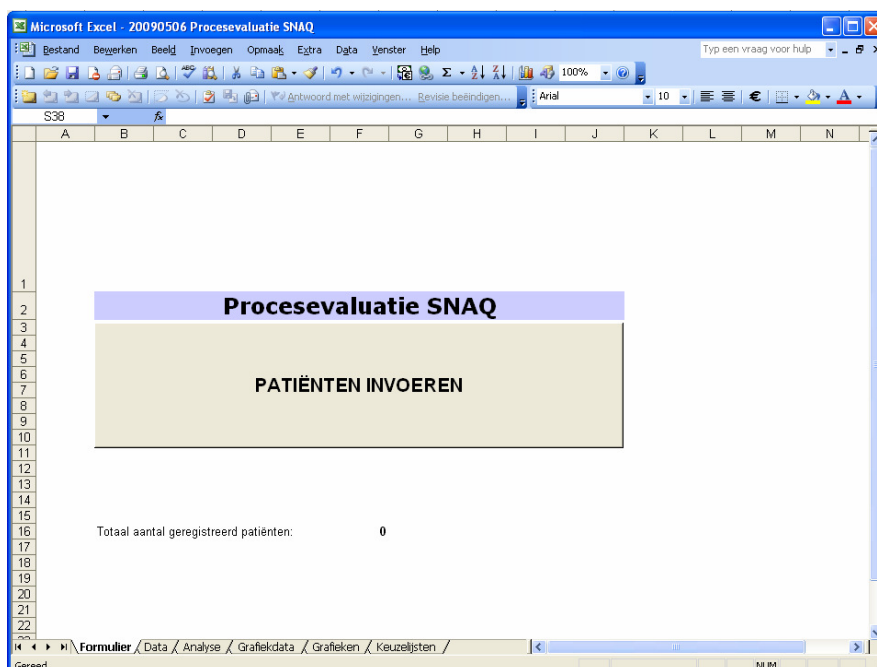 Microsoft Excel - 20090506 Procesevaluatie SNAQ
Bestand Bewerken Beeld Invoegen Opmaak Extra Data Venster Help Typ een vraag voor hulp
Σ 100%
Antwoord met wijzigingen... Revisie beëindigen... Arial 10 €
S38 fx
A B C D E F G H I J K L M N
1
2 Procesevaluatie SNAQ
3
4
5
6
7 PATIËNTEN INVOEREN
8
9
10
11
12
13
14
15
16 Totaal aantal geregistreerd patiënten: 0
17
18
19
20
21
22
Formulier / Data / Analyse / Grafiekdata / Grafieken / Keuzelijsten /
Gereed NUM